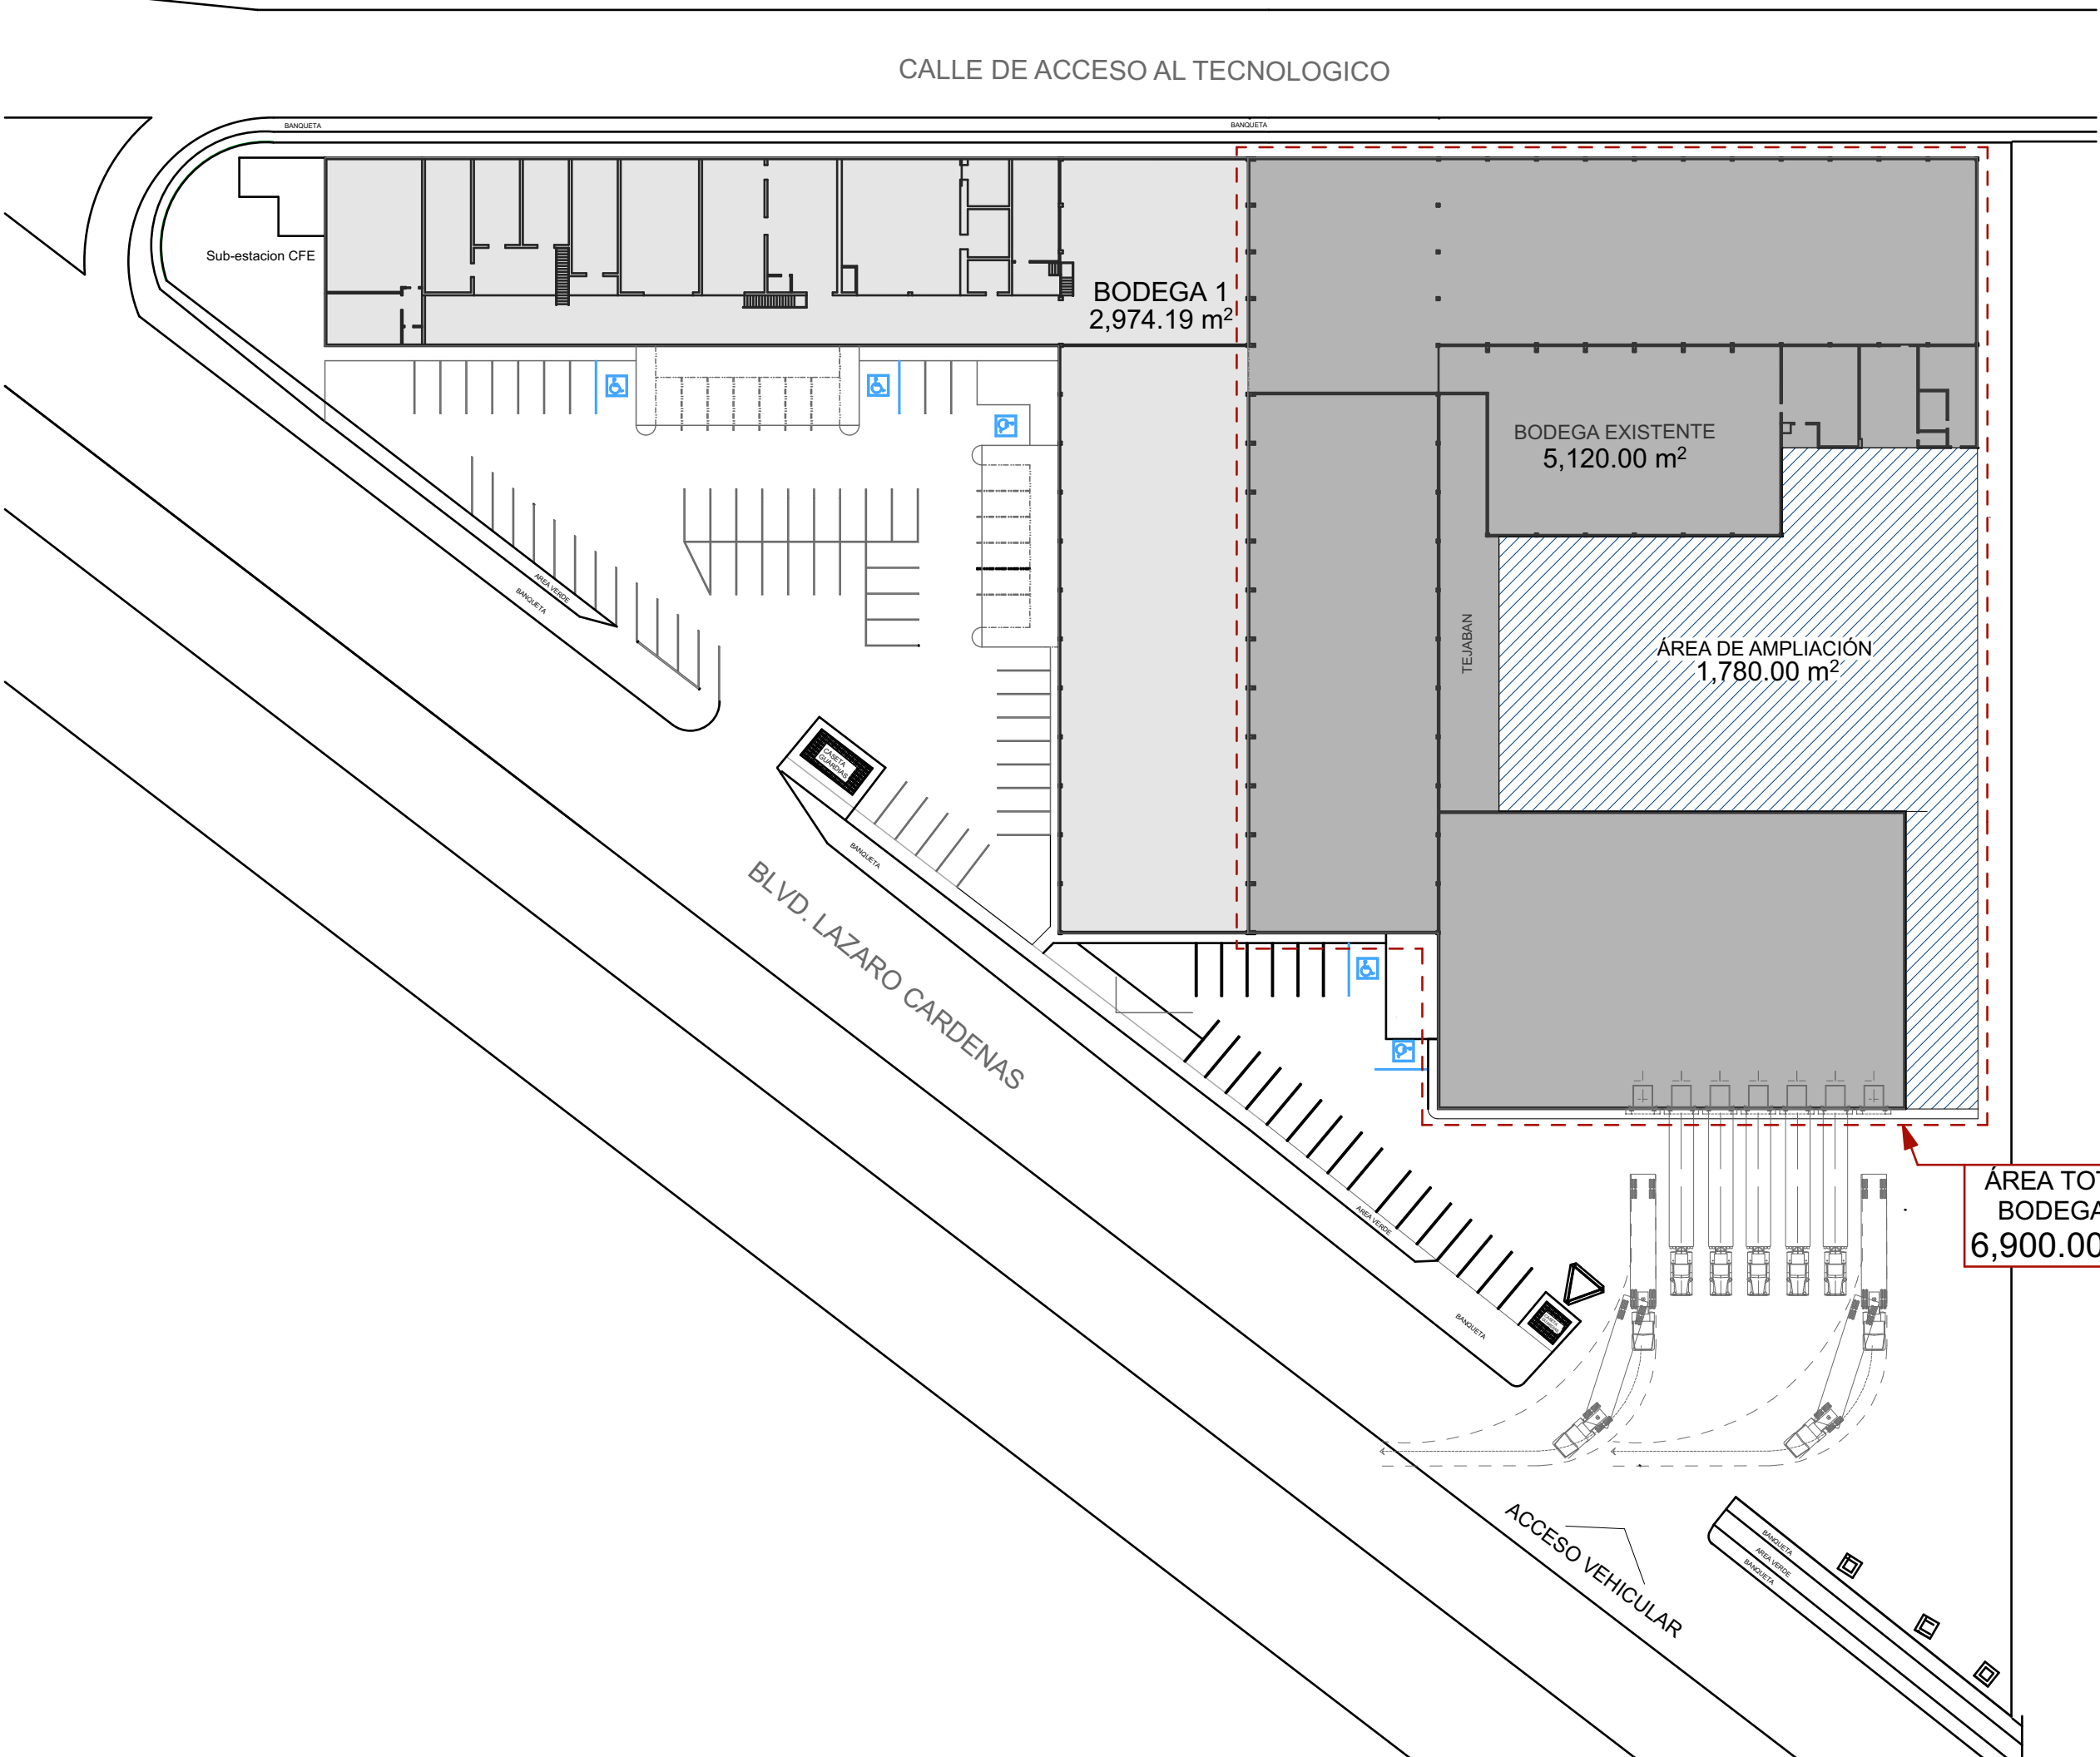 CALLE DE ACCESO AL TECNOLOGICO
BANQUETA
BANQUETA
Sub-estacion CFE
BODEGA 1
2,974.19 m²
BODEGA EXISTENTE
5,120.00 m²
AREA VERDE
BANQUETA
TEJABAN
ÁREA DE AMPLIACIÓN
1,780.00 m²
CASETA
GUARDIAS
BANQUETA
BLVD. LAZARO CARDENAS
ÁREA TOT
BODEGA
6,900.00
AREA VERDE
BANQUETA
ACCESO VEHICULAR
BANQUETA
AREA VERDE
BANQUETA